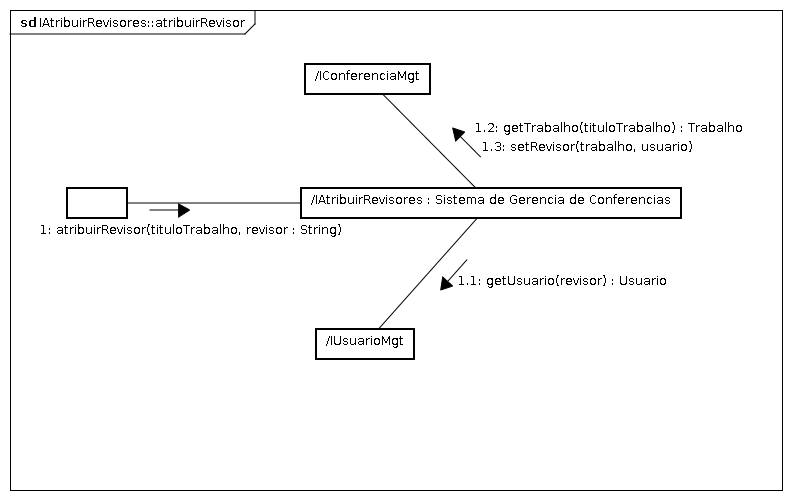 sd IAtribuirRevisores::atribuirRevisor
/IConferenciaMgt
1.2: getTrabalho(tituloTrabalho) : Trabalho
1.3: setRevisor(trabalho, usuario)
/IAtribuirRevisores : Sistema de Gerencia de Conferencias
1: atribuirRevisor(tituloTrabalho, revisor : String)
1.1: getUsuario(revisor) : Usuario
/IUsuarioMgt